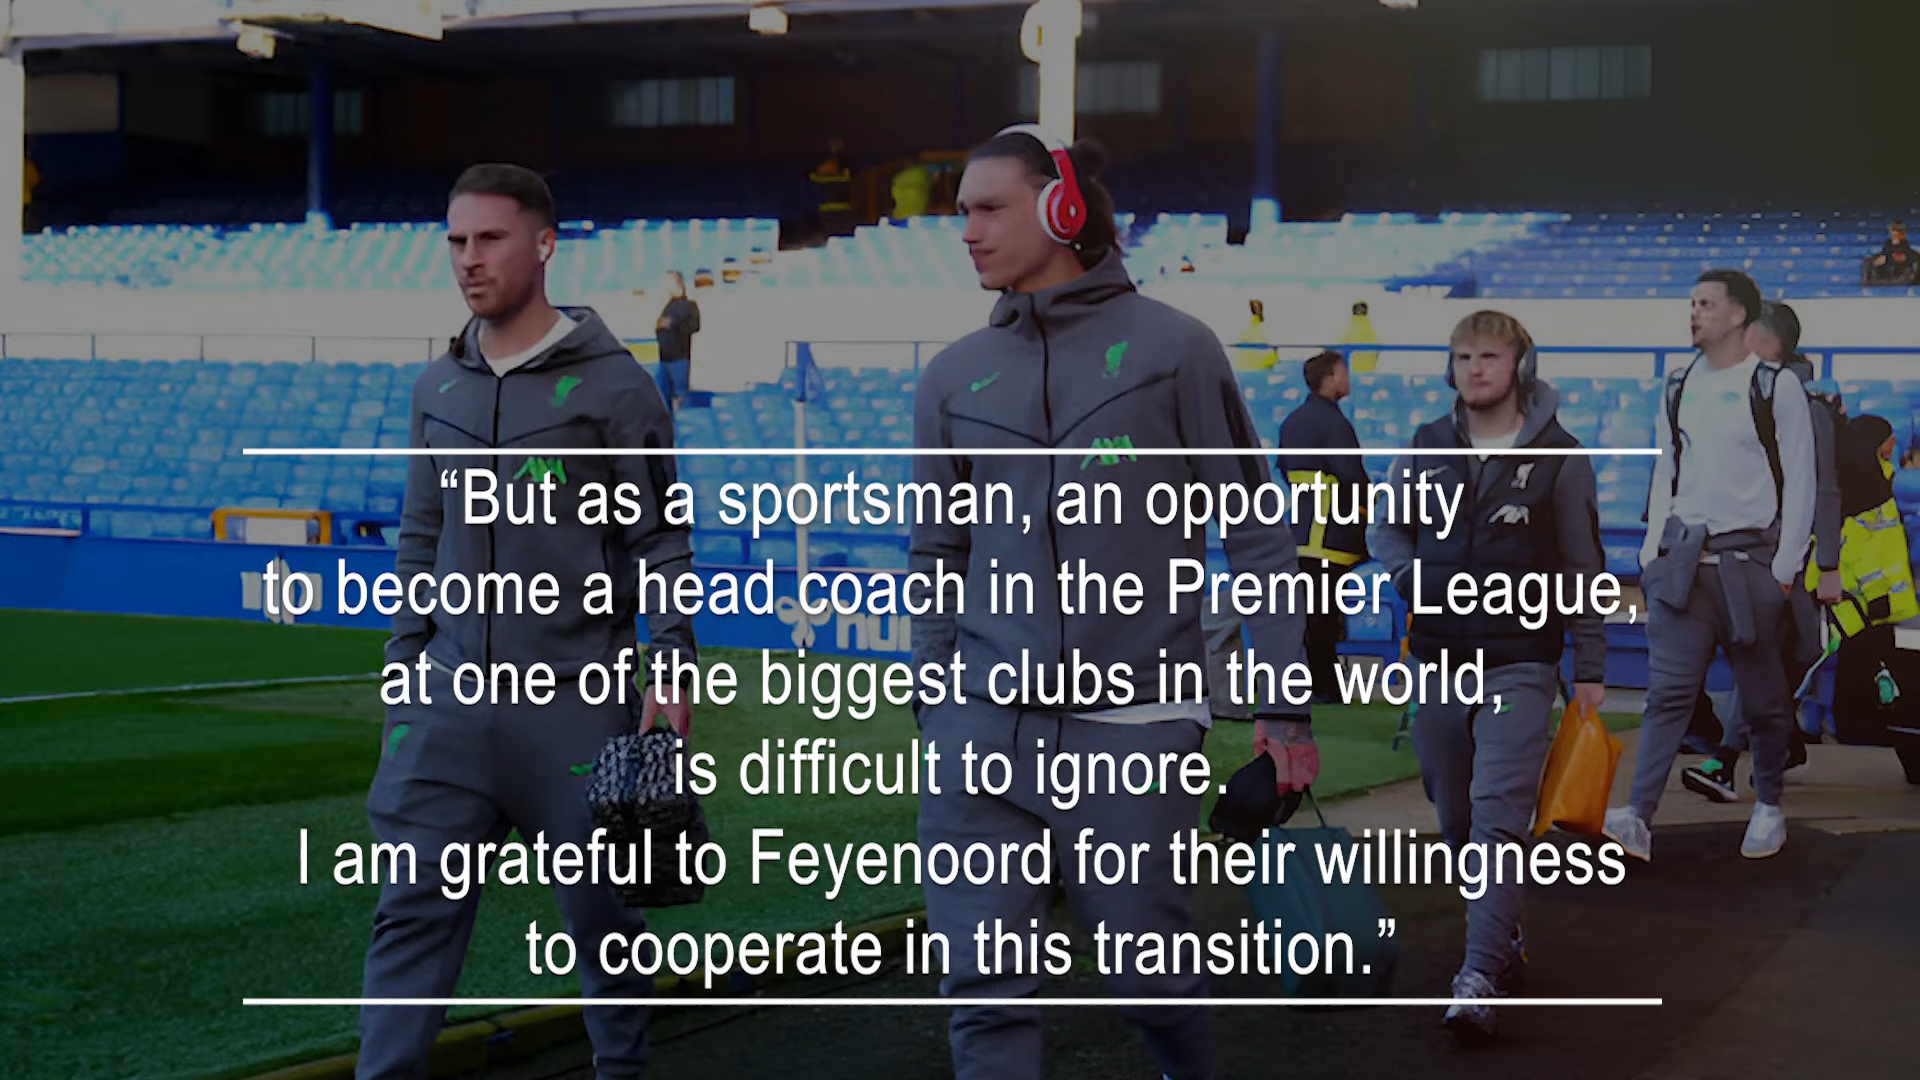 “But as a sportsman, an opportunity
to become a head coach in the Premier League,
at one of the biggest clubs in the world,
is difficult to ignore.
I am grateful to Feyenoord for their willingness
to cooperate in this transition.”